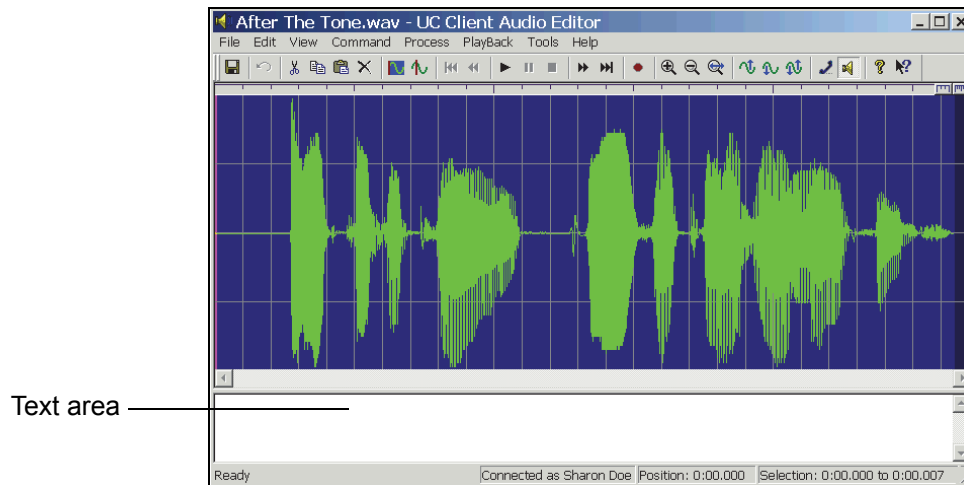 After The Tone.wav - UC Client Audio Editor
File Edit View Command Process PlayBack Tools Help
Text area
Ready Connected as Sharon Doe Position: 0:00.000 Selection: 0:00.000 to 0:00.007